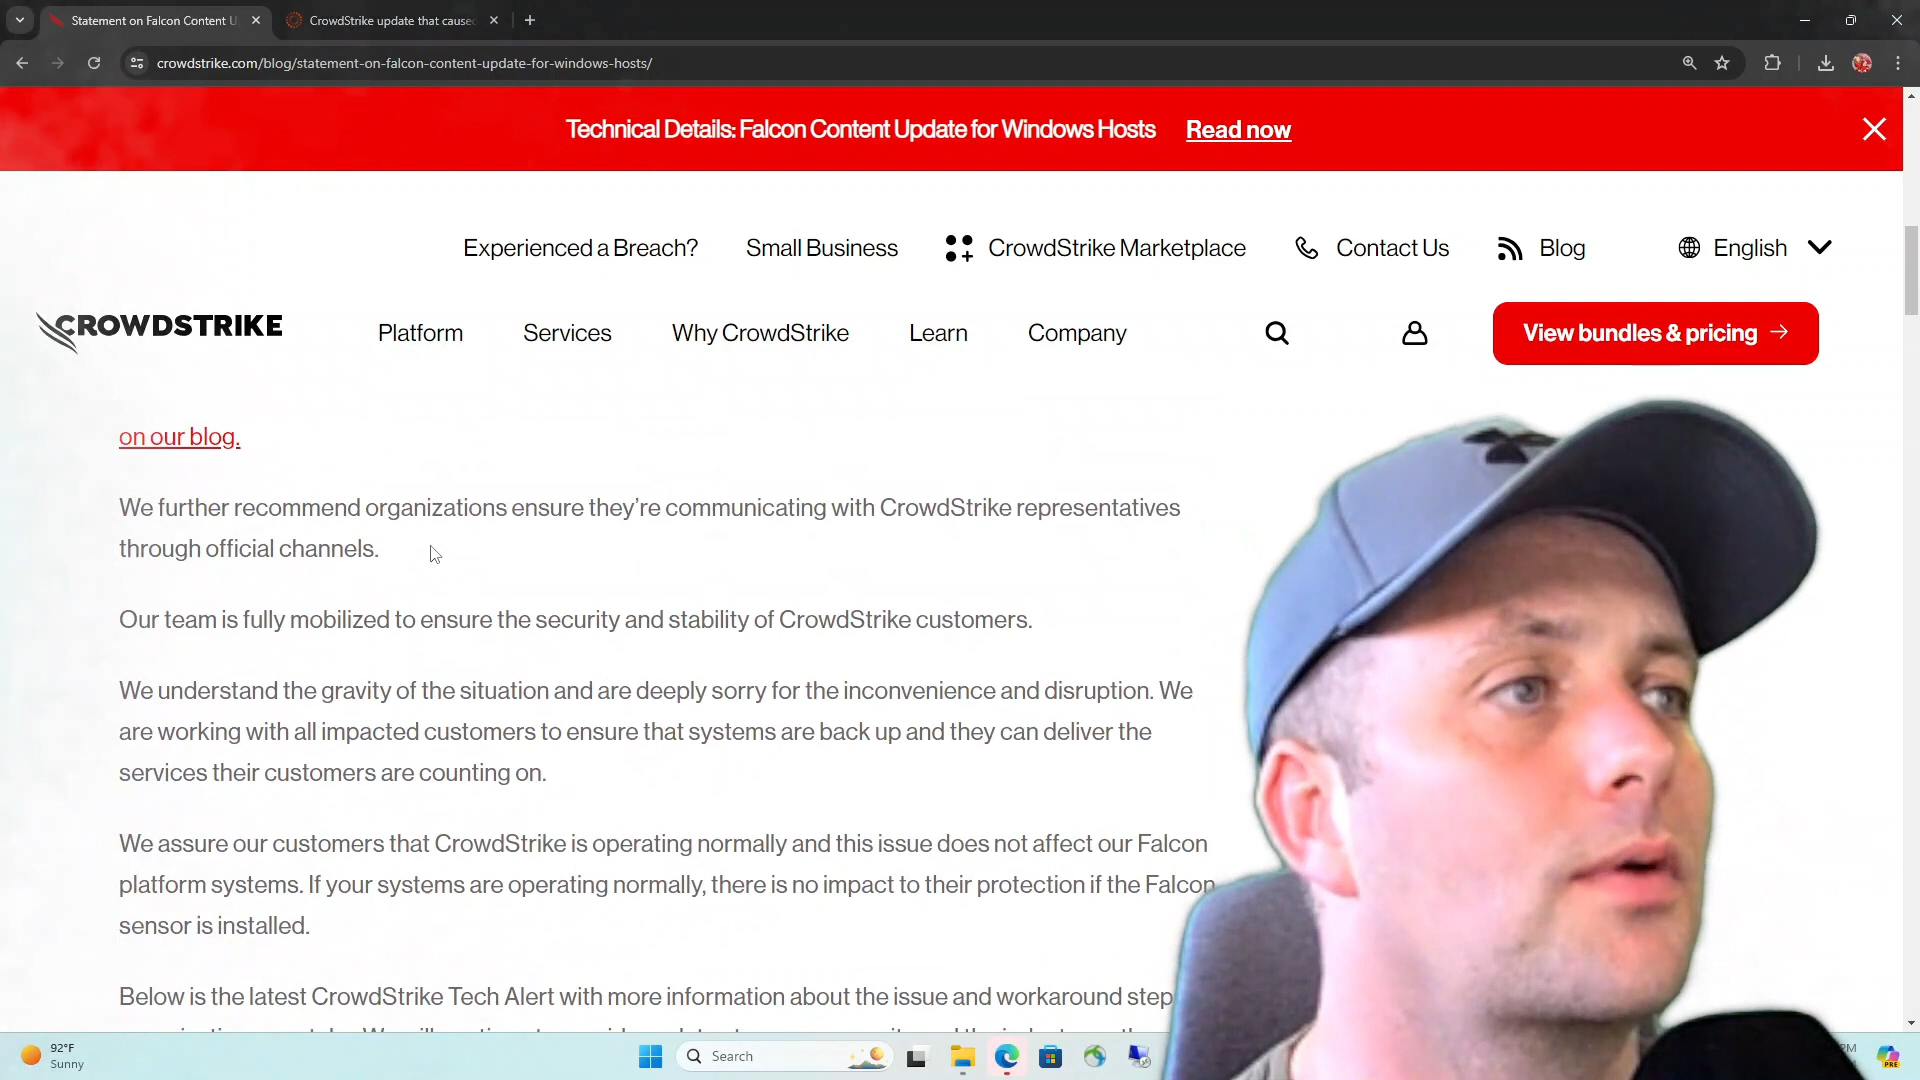 Statement on Falcon Content U
CrowdStrike update that cause
crowdstrike.com/blog/statement-on-falcon-content-update-for-windows-hosts/
Technical Details: Falcon Content Update for Windows Hosts Read now
Experienced a Breach? Small Business CrowdStrike Marketplace Contact Us Blog English
CROWDSTRIKE Platform Services Why CrowdStrike Learn Company View bundles & pricing →
on our blog.
We further recommend organizations ensure they’re communicating with CrowdStrike representatives
through official channels.
Our team is fully mobilized to ensure the security and stability of CrowdStrike customers.
We understand the gravity of the situation and are deeply sorry for the inconvenience and disruption. We
are working with all impacted customers to ensure that systems are back up and they can deliver the
services their customers are counting on.
We assure our customers that CrowdStrike is operating normally and this issue does not affect our Falcon
platform systems. If your systems are operating normally, there is no impact to their protection if the Falcon
sensor is installed.
Below is the latest CrowdStrike Tech Alert with more information about the issue and workaround step
92°F
Sunny
Search
PM
PRE